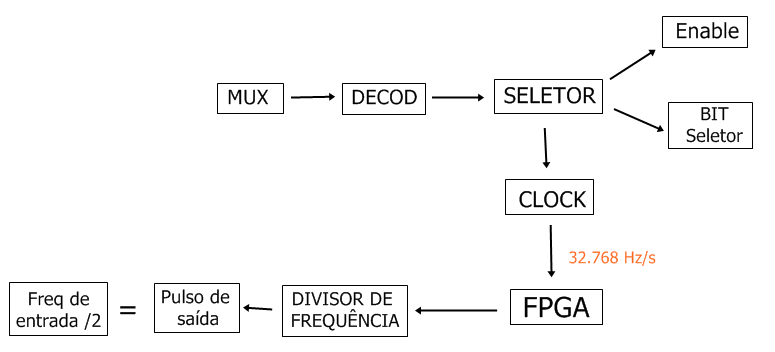 Enable
MUX
DECOD
SELETOR
BIT
Seletor
CLOCK
32.768 Hz/s
FPGA
DIVISOR DE
FREQUÊNCIA
Pulso de
saída
=
Freq de
entrada /2